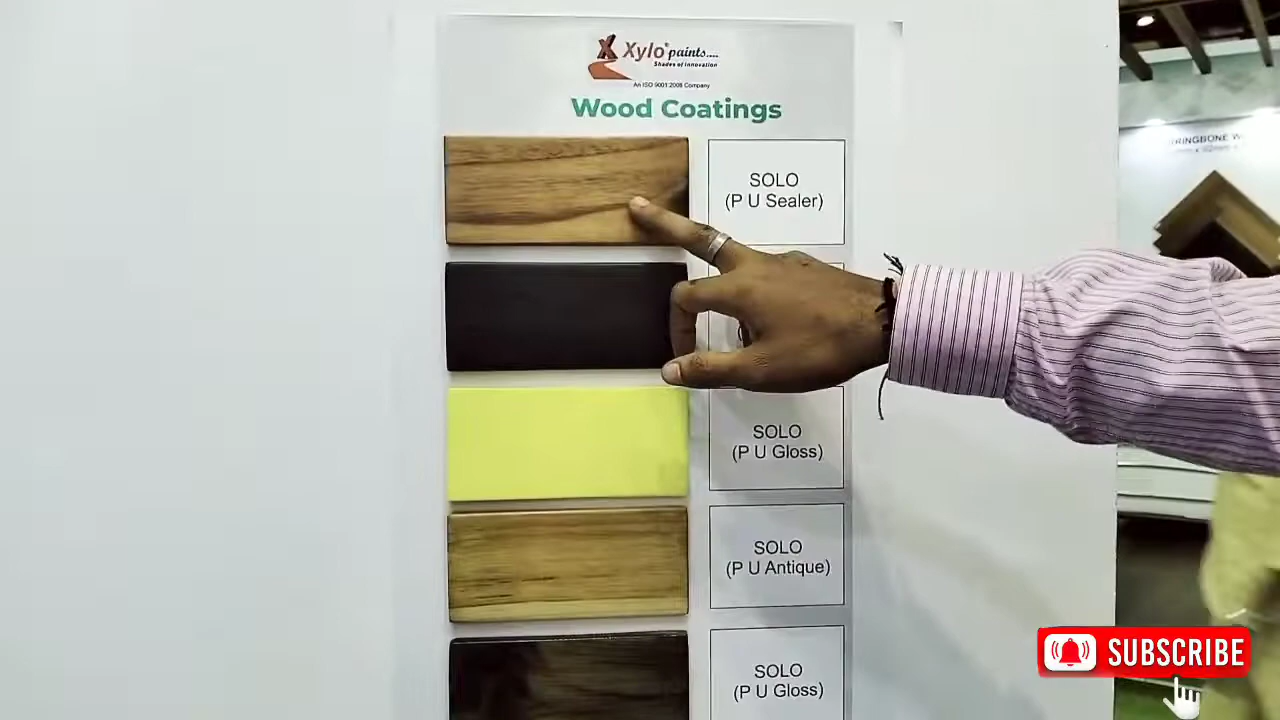 Xylo paints....
Shades of Innovation
An ISO 9001:2008 Company
Wood Coatings
SOLO
(P U Sealer)
SOLO
(P U Gloss)
SOLO
(P U Antique)
SOLO
(P U Gloss)
SUBSCRIBE